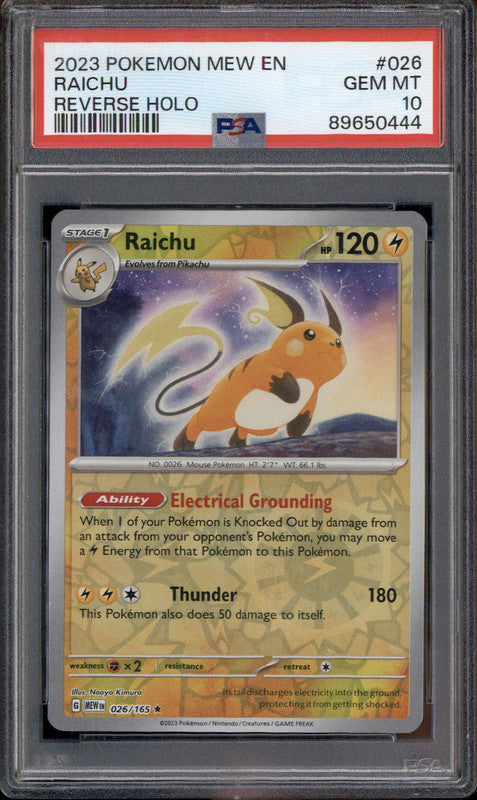 2023 POKEMON MEW EN #026
RAICHU GEM MT
REVERSE HOLO 10
PSA 89650444
STAGE 1 Raichu HP 120
Evolves from Pikachu
NO. 0026 Mouse Pokémon HT: 2'7" WT: 66.1 lbs.
Ability Electrical Grounding
When 1 of your Pokémon is Knocked Out by damage from
an attack from your opponent's Pokémon, you may move
a Energy from that Pokémon to this Pokémon.
Thunder 180
This Pokémon also does 50 damage to itself.
weakness ×2 resistance retreat
Illus. Naoyo Kimura
G MEW EN 026/165 ★
Its tail discharges electricity into the ground,
protecting it from getting shocked.
©2023 Pokémon / Nintendo / Creatures / GAME FREAK
PSA